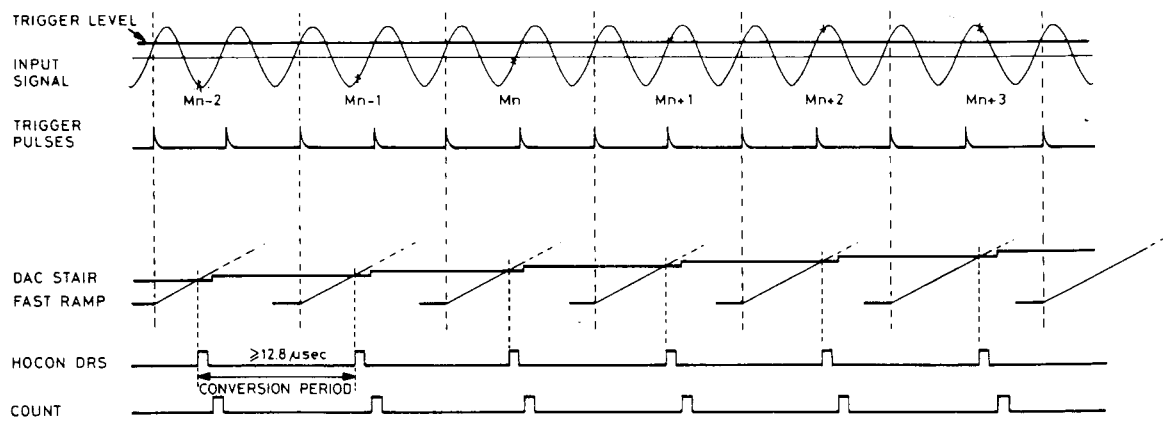 TRIGGER LEVEL
INPUT
SIGNAL
Mn-2 Mn-1 Mn Mn+1 Mn+2 Mn+3
TRIGGER
PULSES
DAC STAIR
FAST RAMP
HOCON DRS
⩾12.8 µsec
CONVERSION PERIOD
COUNT